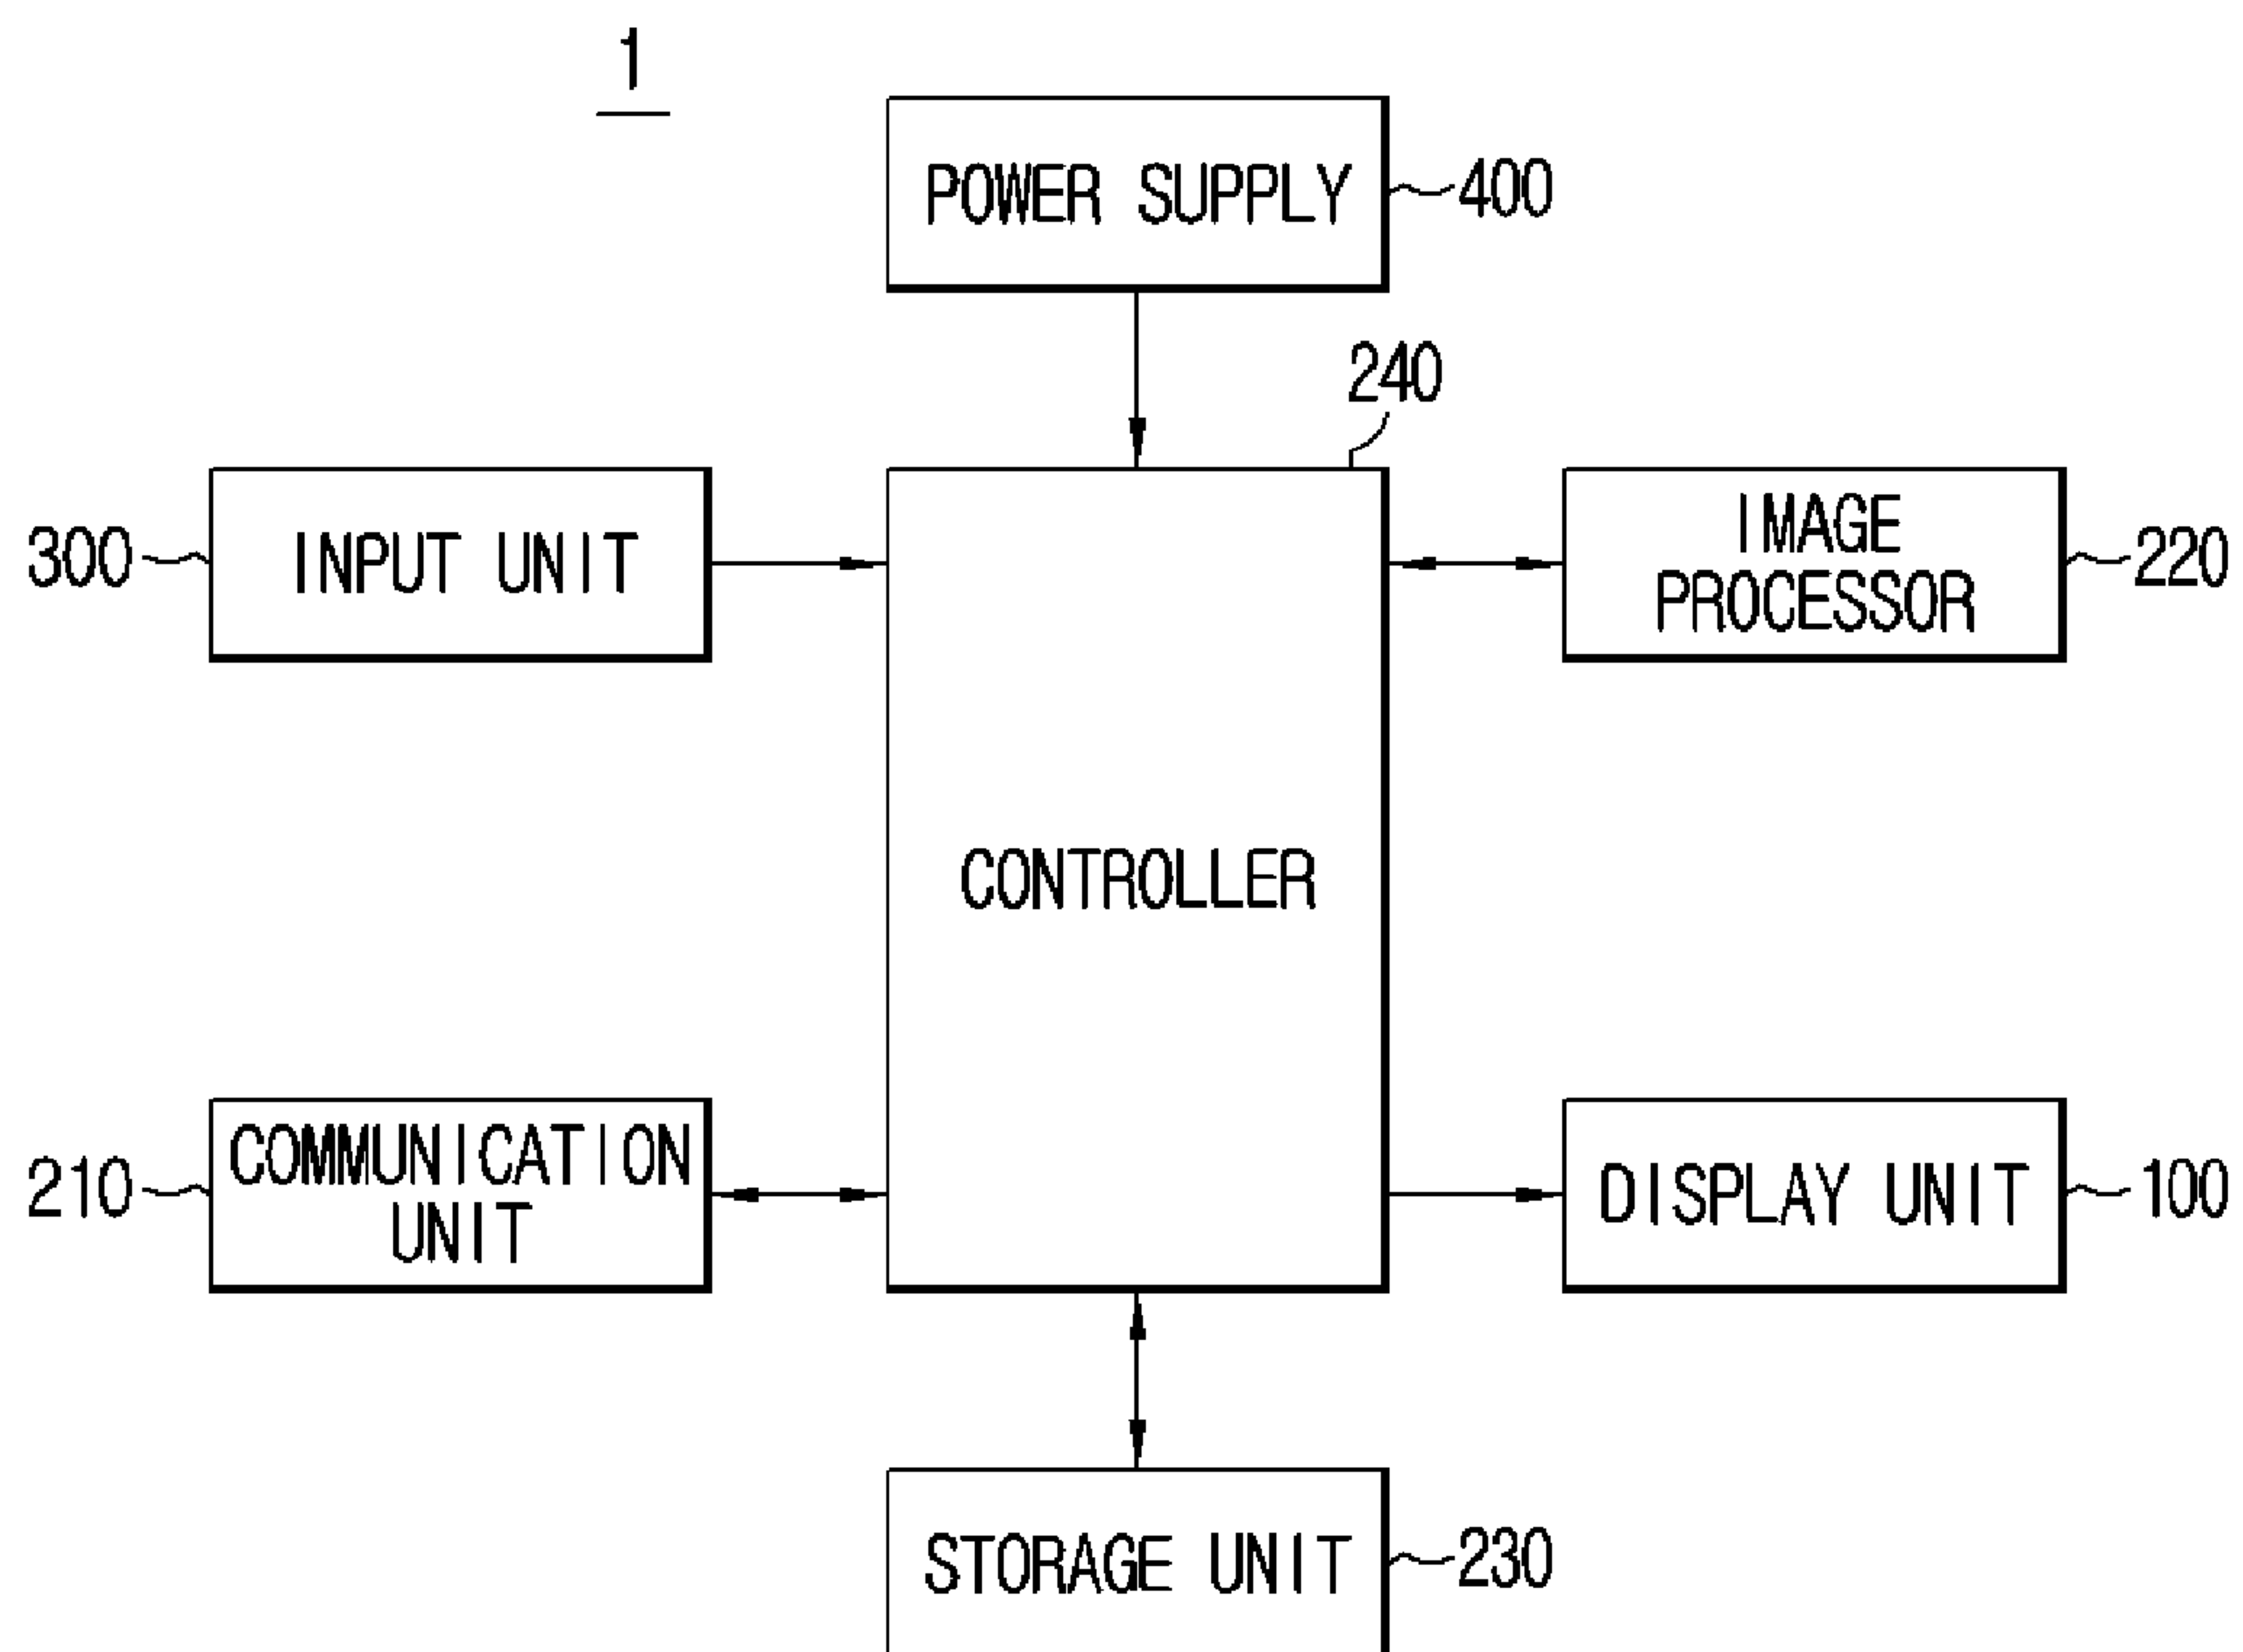 1
POWER SUPPLY
400
240
300
INPUT UNIT
IMAGE
PROCESSOR
220
CONTROLLER
210
COMMUNICATION
UNIT
DISPLAY UNIT
100
STORAGE UNIT
230